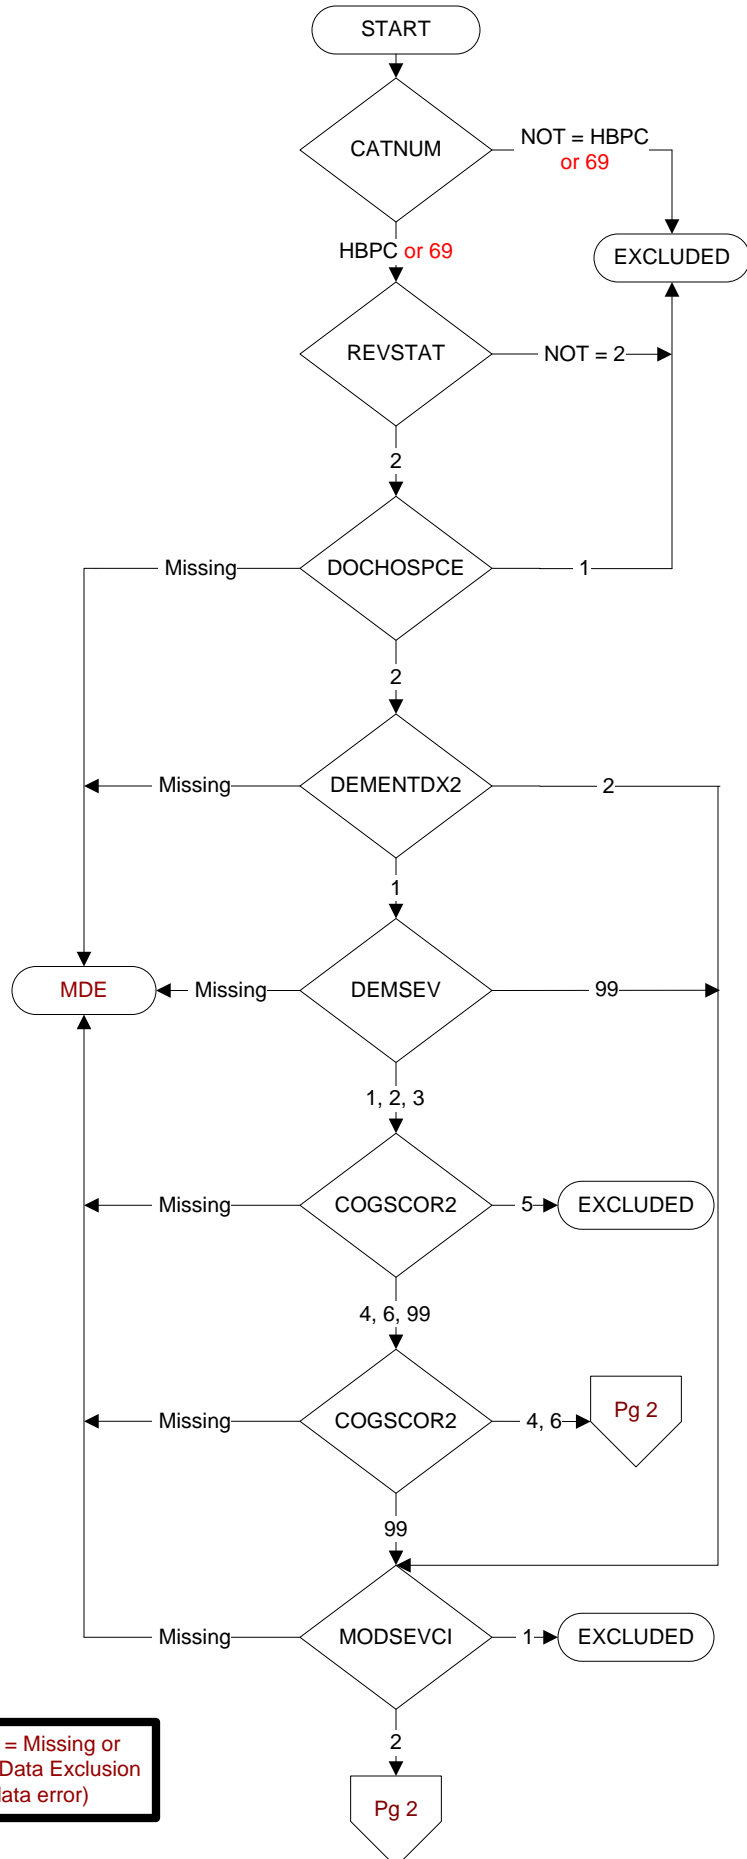 START
CATNUM
NOT = HBPC
or 69
HBPC or 69
EXCLUDED
REVSTAT
NOT = 2
2
Missing
DOCHOSPCE
1
2
Missing
DEMENTDX2
2
1
MDE
Missing
DEMSEV
99
1, 2, 3
Missing
COGSCOR2
5
EXCLUDED
4, 6, 99
Missing
COGSCOR2
4, 6
Pg 2
99
Missing
MODSEVCI
1
EXCLUDED
2
= Missing or
Data Exclusion
data error)
Pg 2